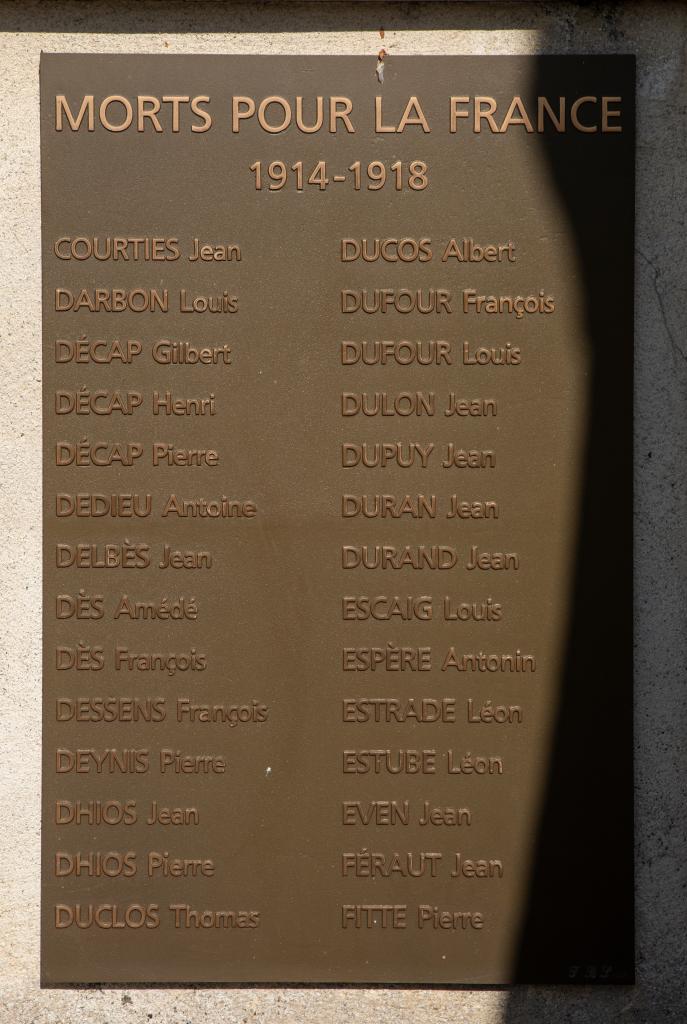 MORTS POUR LA FRANCE
1914-1918
COURTIES Jean
DARBON Louis
DÉCAP Gilbert
DÉCAP Henri
DÉCAP Pierre
DEDIEU Antoine
DELBÈS Jean
DÈS Amédé
DÈS François
DESSENS François
DEYNIS Pierre
DHIOS Jean
DHIOS Pierre
DUCLOS Thomas
DUCOS Albert
DUFOUR François
DUFOUR Louis
DULON Jean
DUPUY Jean
DURAN Jean
DURAND Jean
ESCAIG Louis
ESPÈRE Antonin
ESTRADE Léon
ESTUBE Léon
EVEN Jean
FÉRAUT Jean
FITTE Pierre